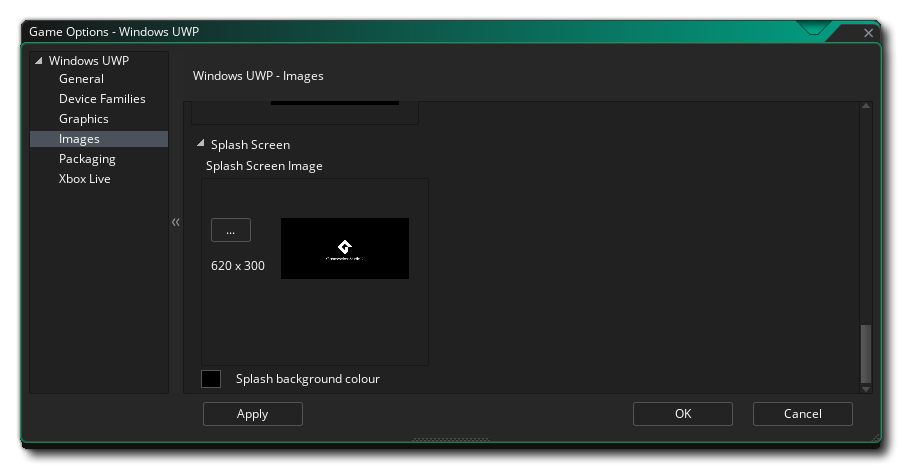 Game Options - Windows UWP
Windows UWP
General
Device Families
Graphics
Images
Packaging
Xbox Live
Windows UWP - Images
Splash Screen
Splash Screen Image
...
620 x 300
Splash background colour
Apply
OK
Cancel